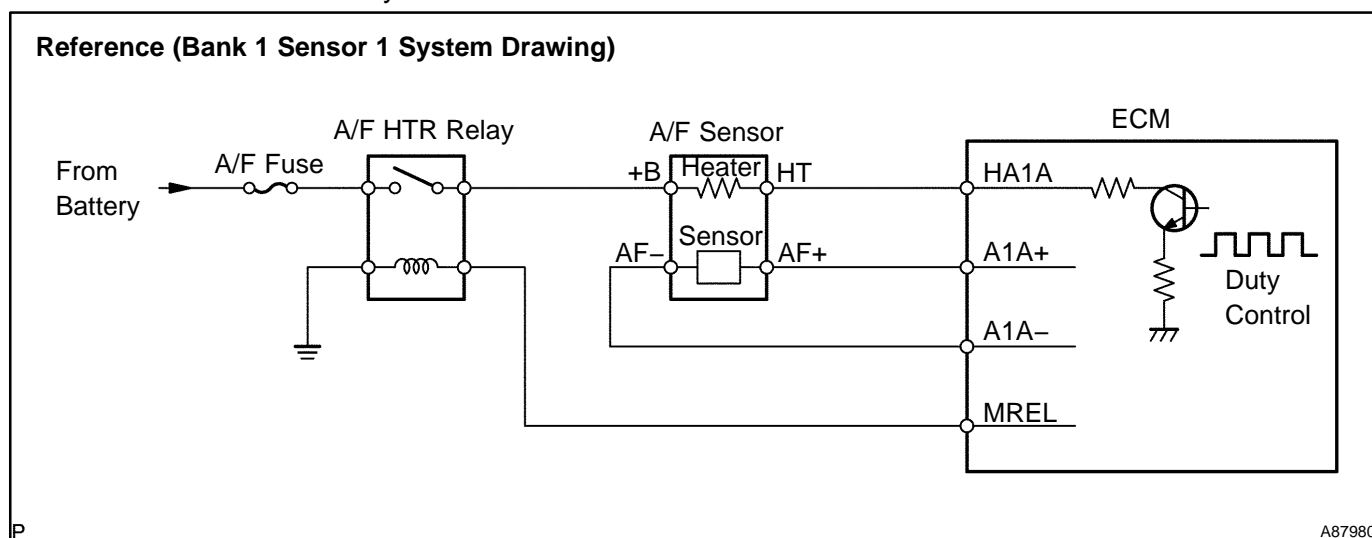 y
Reference (Bank 1 Sensor 1 System Drawing)
A/F HTR Relay
A/F Sensor
ECM
From
Battery
A/F Fuse
+B
Heater
HT
HA1A
Sensor
AF−
AF+
A1A+
Duty
Control
A1A−
MREL
P
A87980